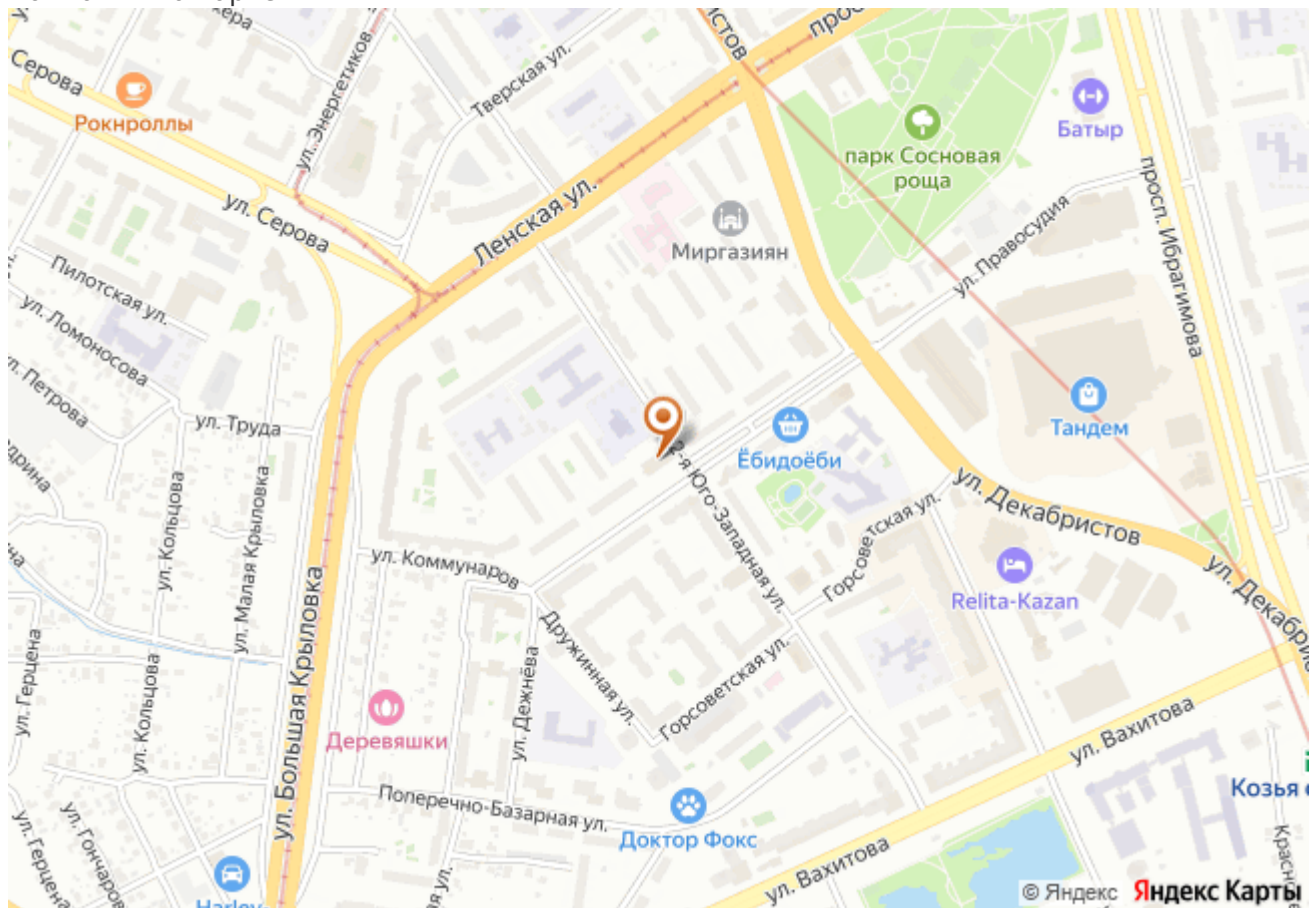 Серова
Рокнроллы
ул. Энергетиков
Тверская ул.
парк Сосновая
роща
Батыр
просп. Ибрагимова
ул. Серова
Ленская ул.
Миргазиян
ул. Правосудия
Пилотская ул.
ул. Ломоносова
ул. Петрова
ул. Труда
Тандем
Ёбидоёби
2-я Юго-Западная ул.
ул. Декабристов
Горсоветская ул.
ул. Кольцова
ул. Малая Крыловка
ул. Коммунаров
Relita-Kazan
Дружинная ул.
ул. Дежнёва
Горсоветская ул.
ул. Герцена
ул. Кольцова
ул. Большая Крыловка
Деревяшки
ул. Вахитова
Козья
Поперечно-Базарная ул.
Доктор Фокс
ул. Гончаров
ул. Герцена
ул. Вахитова
Harley
© Яндекс Яндекс Карты